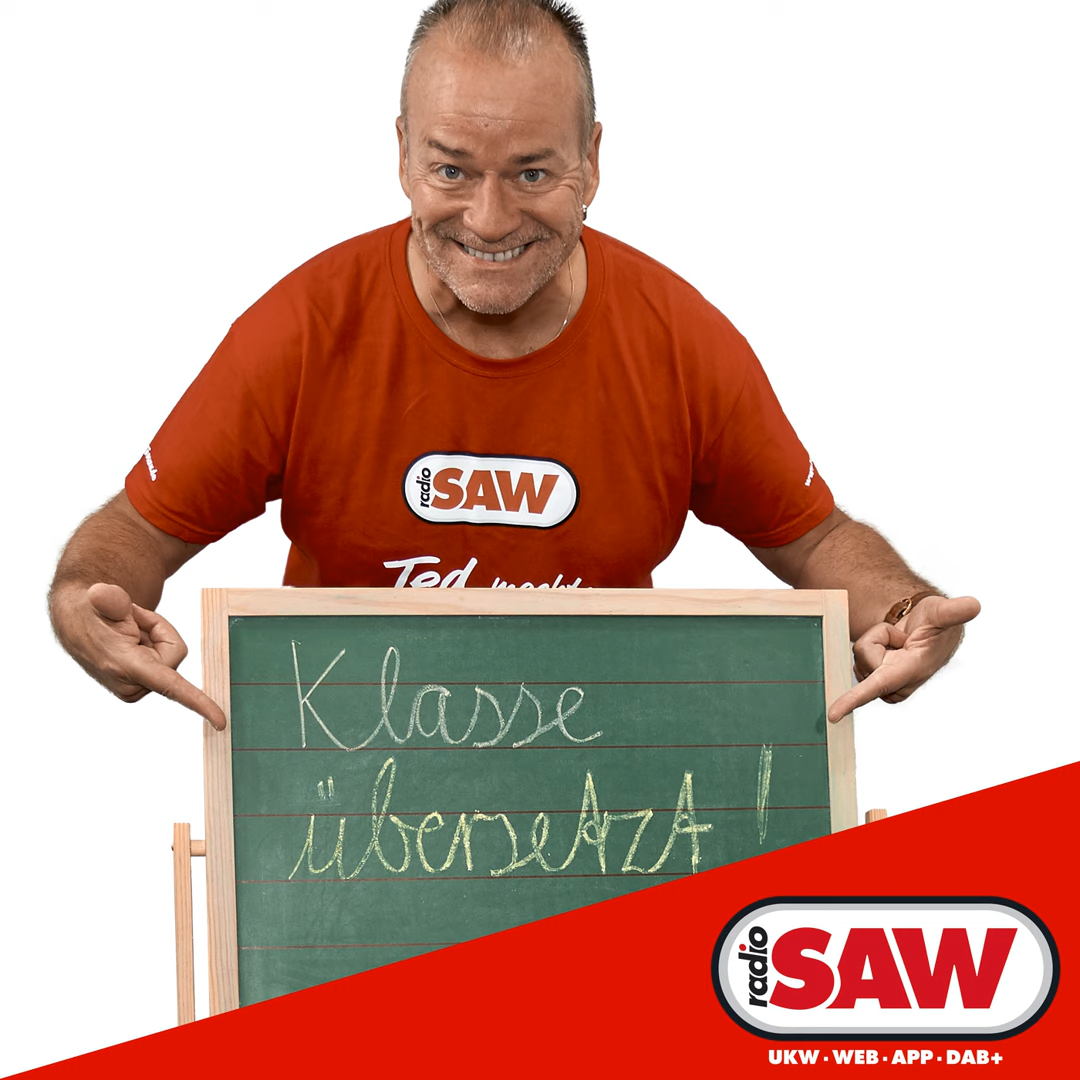 radio SAW
Ted
Klasse
übersetzt!
radio SAW
UKW · WEB · APP · DAB+